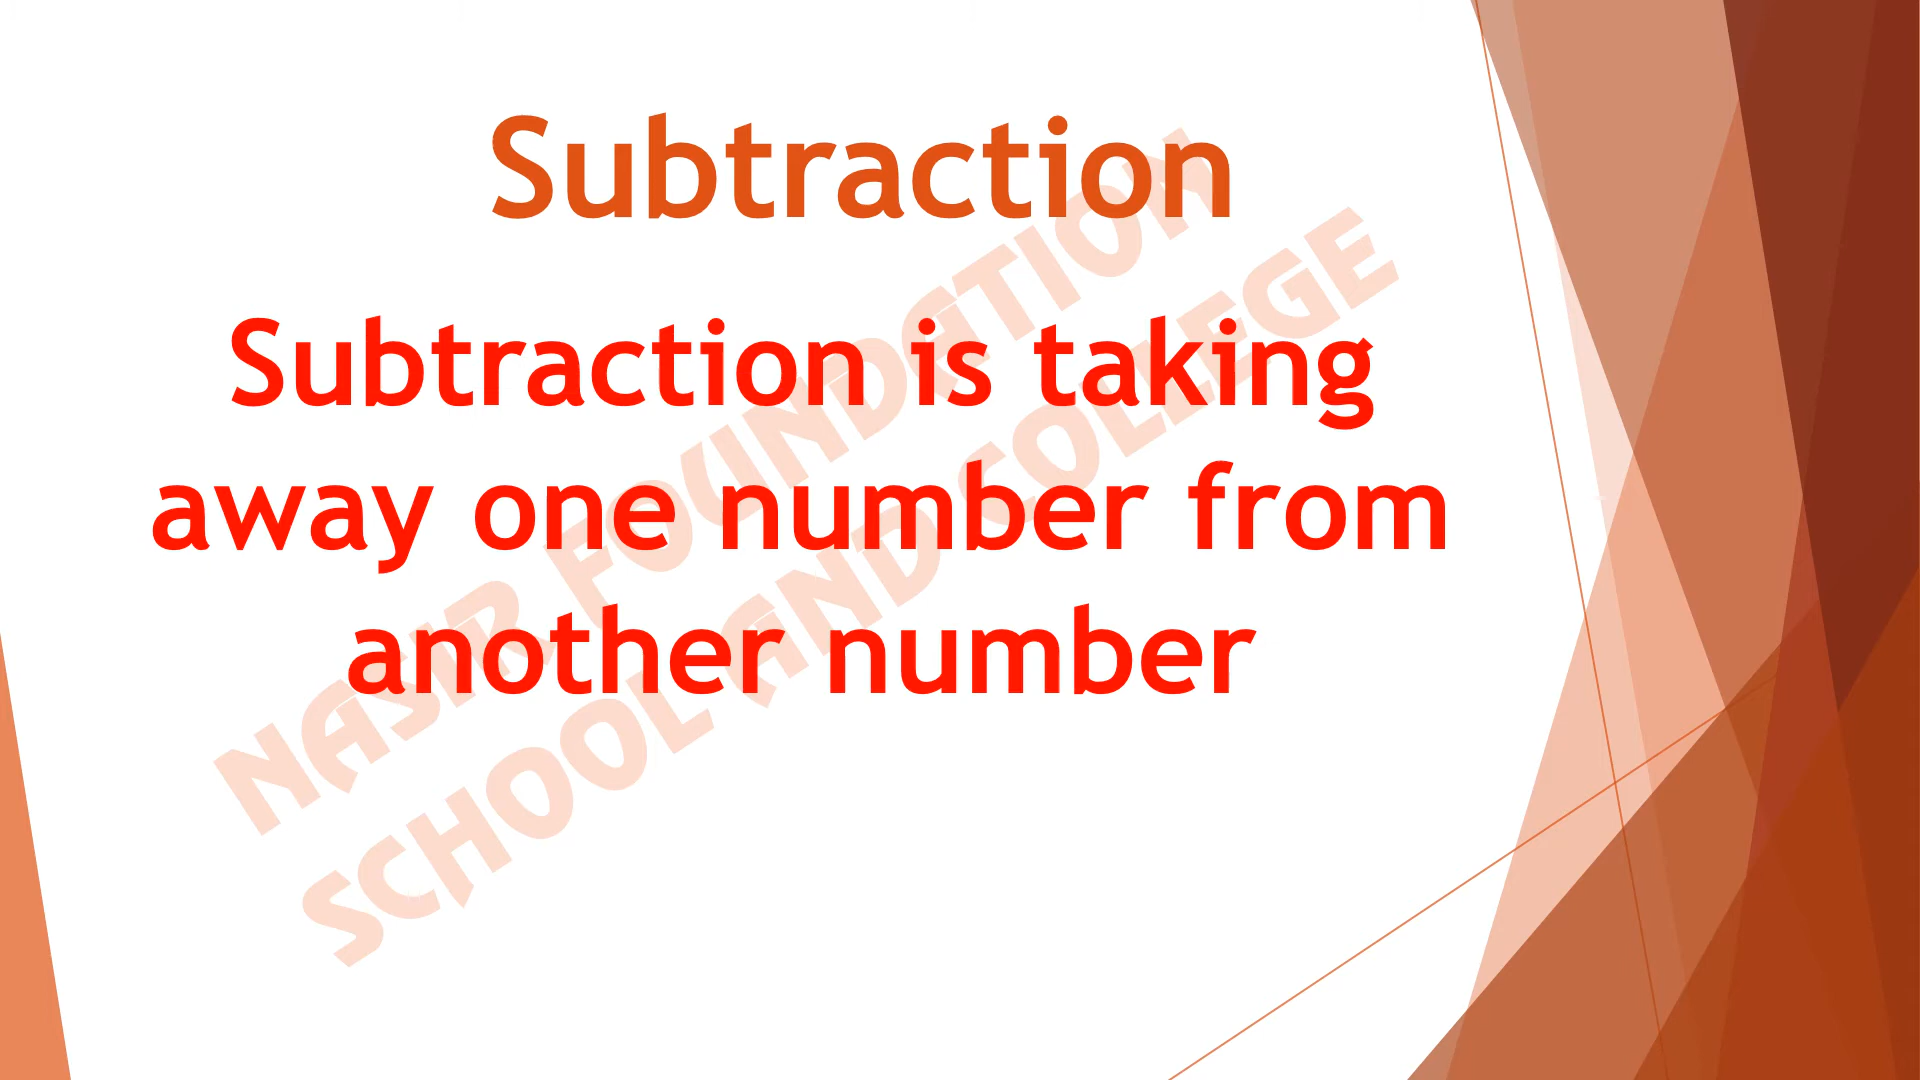 Subtraction
Subtraction is taking
away one number from
another number
NASIR FOUNDATION
SCHOOL AND COLLEGE